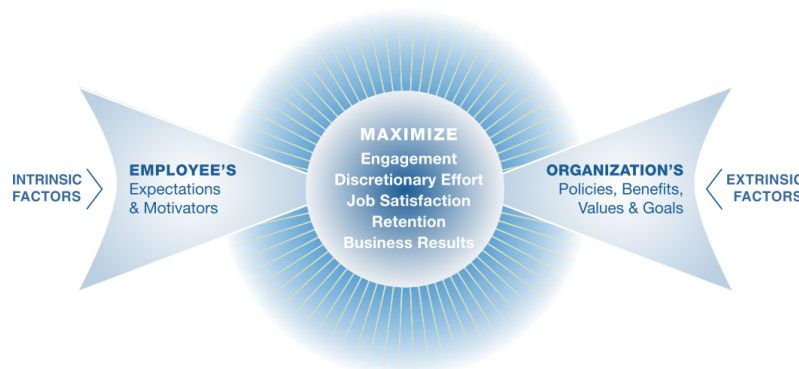 INTRINSIC
FACTORS
EMPLOYEE'S
Expectations
& Motivators
MAXIMIZE
Engagement
Discretionary Effort
Job Satisfaction
Retention
Business Results
ORGANIZATION'S
Policies, Benefits,
Values & Goals
EXTRINSIC
FACTORS